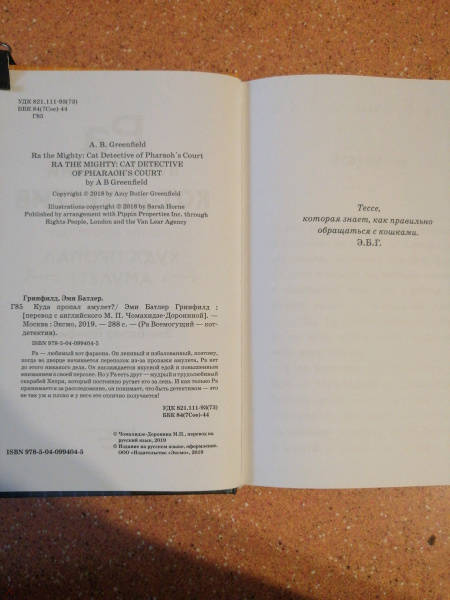 УДК 821.111-93(73)
ББК 84(7Сое)-44
Г85
A. B. Greenfield
Ra the Mighty: Cat Detective of Pharaoh's Court
RA THE MIGHTY: CAT DETECTIVE
OF PHARAOH'S COURT
by A B Greenfield
Copyright © 2018 by Amy Butler Greenfield
Illustrations copyright © 2018 by Sarah Horne
Published by arrangement with Pippin Properties Inc. through
Rights People, London and the Van Lear Agency
Гринфилд, Эми Батлер.
Г85 Куда пропал амулет? / Эми Батлер Гринфилд ;
[перевод с английского М. П. Чомахидзе-Дорониной]. —
Москва : Эксмо, 2019. — 288 с. — (Ра Всемогущий — кот-
детектив).
ISBN 978-5-04-099404-5
Ра — любимый кот фараона. Он ленивый и избалованный, поэтому,
когда во дворце начинается переполох из-за пропажи амулета, Ра нет
до этого никакого дела. Он наслаждается вкусной едой и повышенным
вниманием к своей персоне. Но у Ра есть друг — мудрый и трудолюбивый
скарабей Хепри, который постоянно ругает его за лень. И как только Ра
принимается за расследование, он понимает, что быть детективом — это
не так уж и плохо и у него это отлично получается!
УДК 821.111-93(73)
ББК 84(7Сое)-44
© Чомахидзе-Доронина М.П., перевод на
русский язык, 2019
© Издание на русском языке, оформление.
ООО «Издательство «Эксмо», 2019
ISBN 978-5-04-099404-5
Тессе,
которая знает, как правильно
обращаться с кошками.
Э.Б.Г.